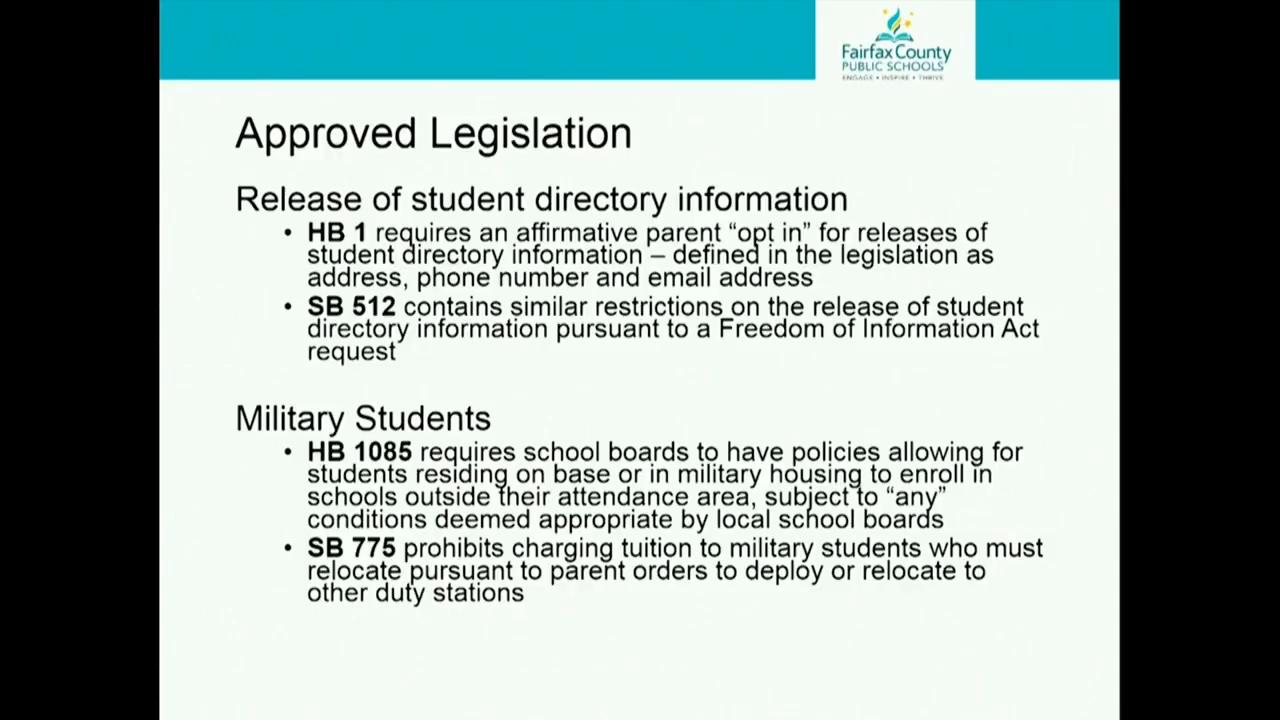 Fairfax County
PUBLIC SCHOOLS
ENGAGE • INSPIRE • THRIVE
Approved Legislation
Release of student directory information
• HB 1 requires an affirmative parent “opt in” for releases of
student directory information – defined in the legislation as
address, phone number and email address
• SB 512 contains similar restrictions on the release of student
directory information pursuant to a Freedom of Information Act
request
Military Students
• HB 1085 requires school boards to have policies allowing for
students residing on base or in military housing to enroll in
schools outside their attendance area, subject to “any”
conditions deemed appropriate by local school boards
• SB 775 prohibits charging tuition to military students who must
relocate pursuant to parent orders to deploy or relocate to
other duty stations